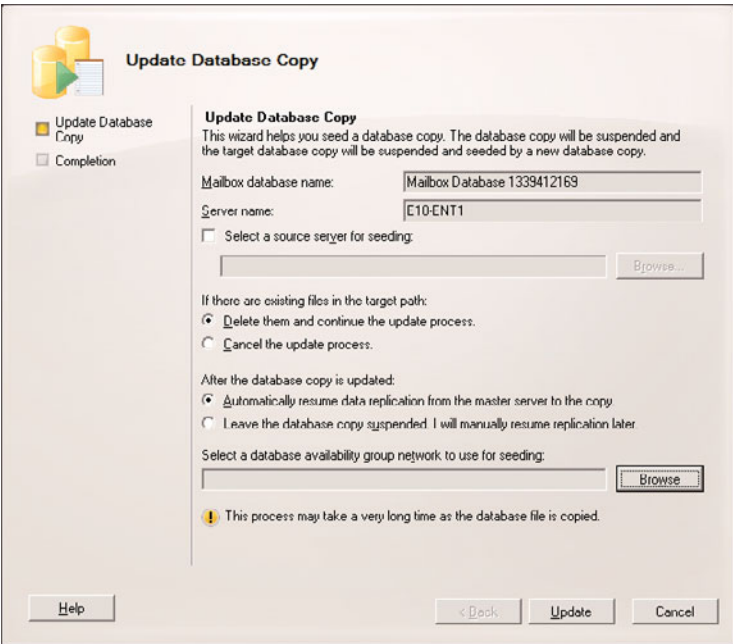 Update Database Copy
Update Database
Copy
Completion
Update Database Copy
This wizard helps you seed a database copy. The database copy will be suspended and
the target database copy will be suspended and seeded by a new database copy.
Mailbox database name:
Mailbox Database 1339412169
Server name:
E10-ENT1
Select a source server for seeding:
Browse...
If there are existing files in the target path:
Delete them and continue the update process.
Cancel the update process.
After the database copy is updated:
Automatically resume data replication from the master server to the copy
Leave the database copy suspended. I will manually resume replication later.
Select a database availability group network to use for seeding:
Browse
This process may take a very long time as the database file is copied.
Help
< Back
Update
Cancel